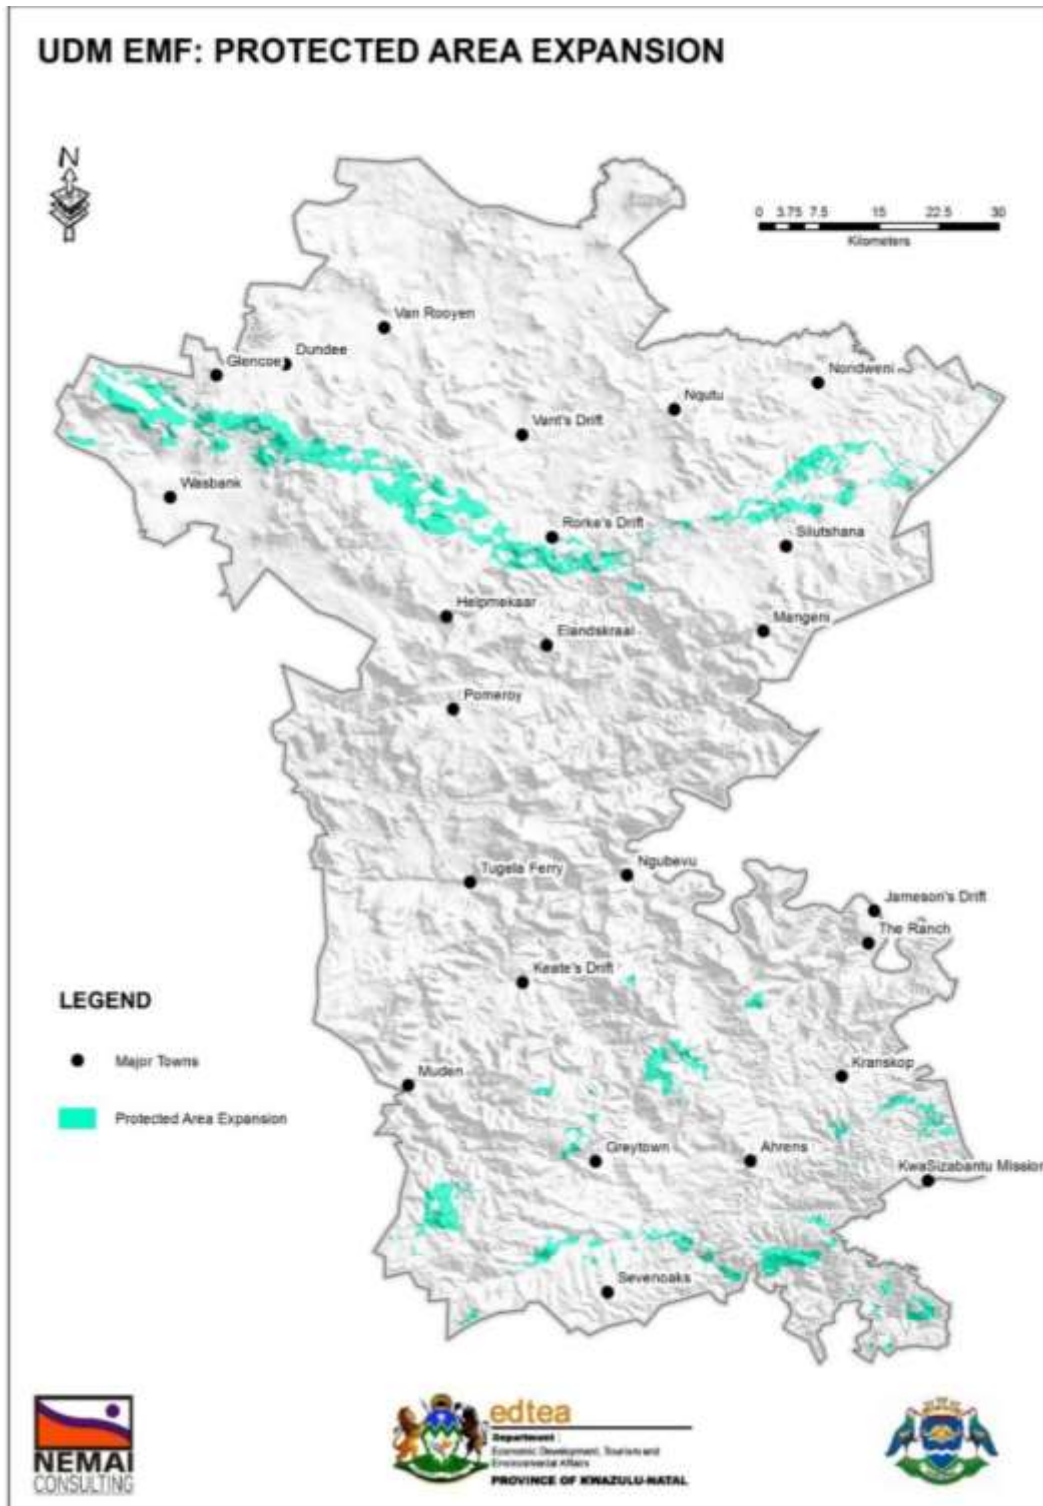 UDM EMF: PROTECTED AREA EXPANSION
N
0 3.75 7.5 15 22.5 30
Kilometers
Van Rooyen
Dundee
Glencoe
Nondweni
Nqutu
Vant's Drift
Wasbank
Rorke's Drift
Silutshana
Helpmekaar
Mangeni
Elandskraal
Pomeroy
Ngubevu
Tugela Ferry
Jameson's Drift
The Ranch
Keate's Drift
LEGEND
Major Towns
Kranskop
Muden
Protected Area Expansion
Greytown
Ahrens
KwaSizabantu Mission
Sevenoaks
NEMAI
CONSULTING
edtea
Department:
Economic Development, Tourism and
Environmental Affairs
PROVINCE OF KWAZULU-NATAL